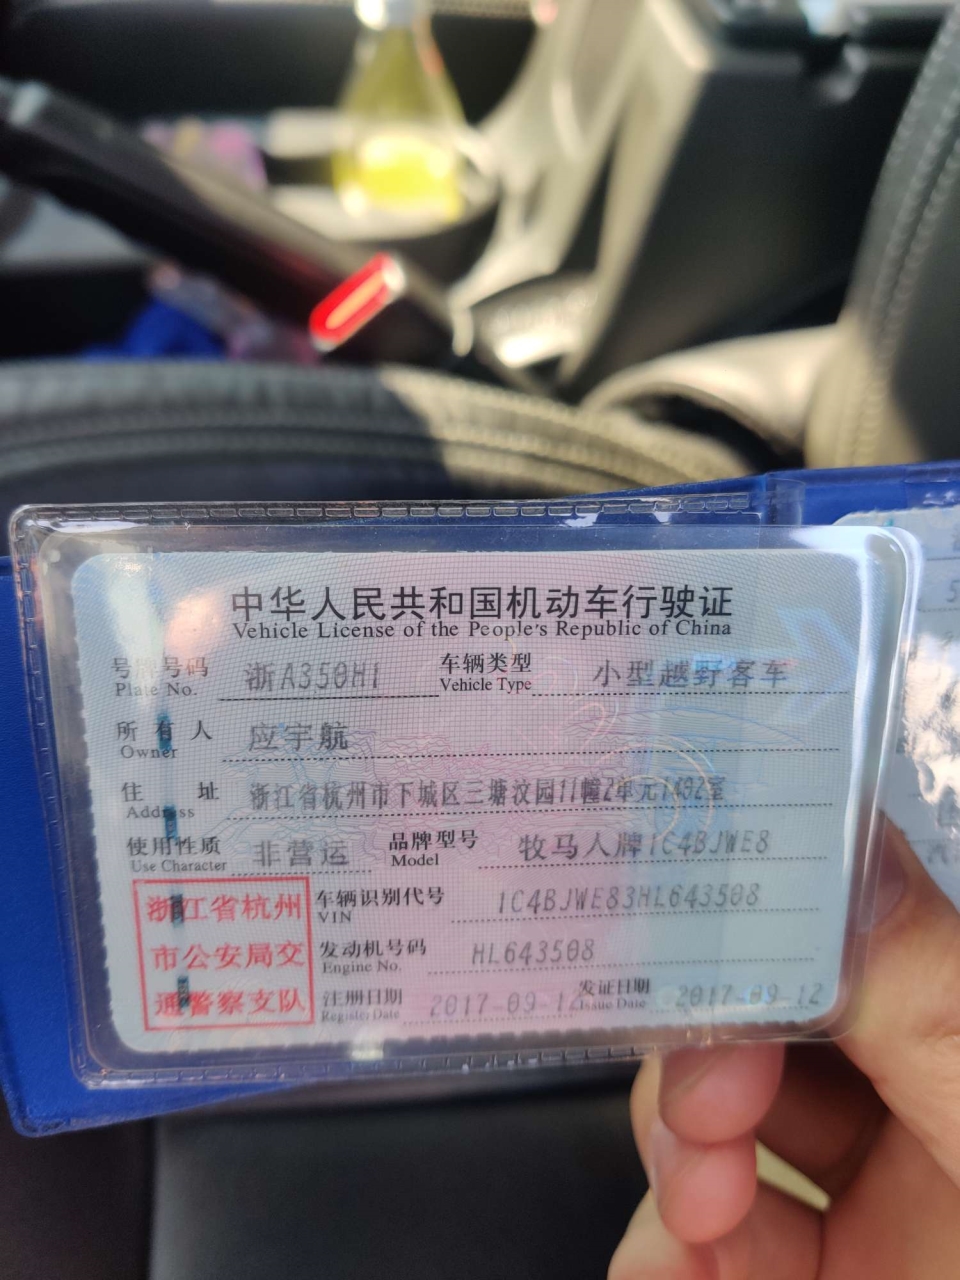 中华人民共和国机动车行驶证
Vehicle License of the People's Republic of China
号牌号码 浙A350H1 车辆类型 小型越野客车
Plate No. Vehicle Type
所有人 应宇航
Owner
住址 浙江省杭州市下城区三塘汶园11幢2单元1402室
Address
使用性质 非营运 品牌型号 牧马人牌1C4BJWE8
Use Character Model
浙江省杭州 车辆识别代号 1C4BJWE83HL643508
VIN
市公安局交 发动机号码 HL643508
Engine No.
通警察支队 注册日期 2017-09-12 发证日期 2017-09-12
Register Date Issue Date